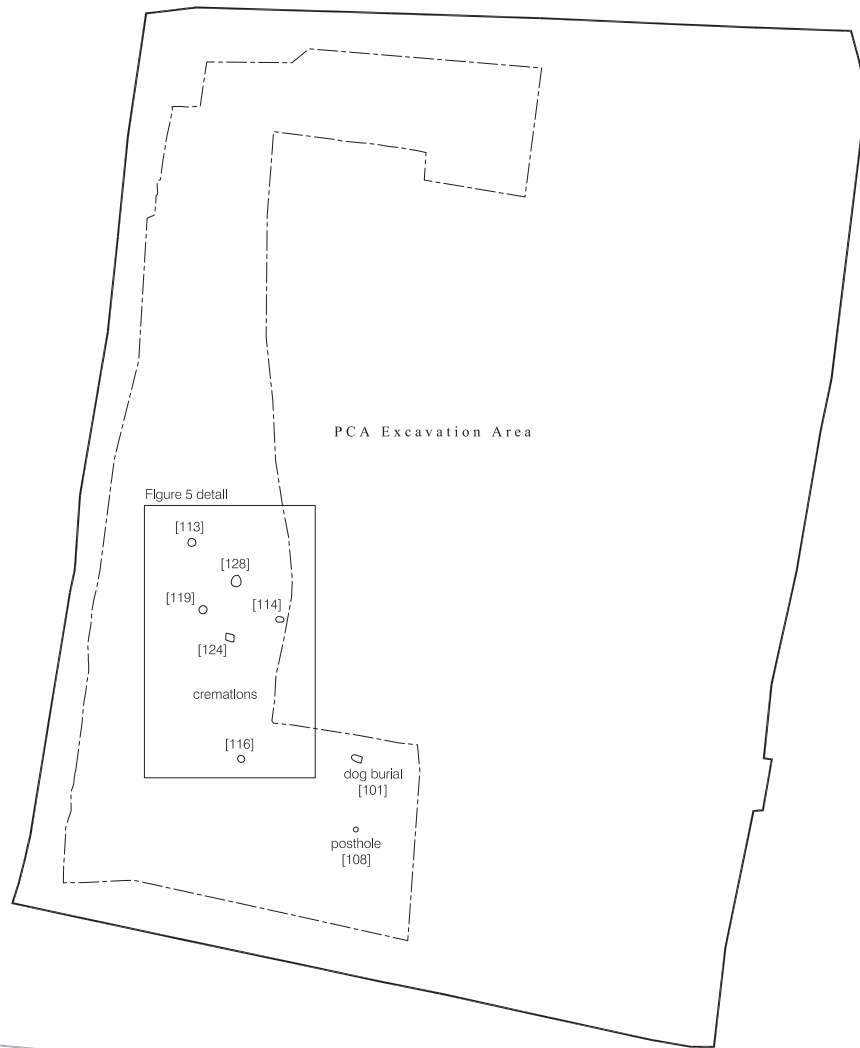 PCA Excavation Area
Figure 5 detail
[113]
[128]
[119]
[114]
[124]
cremations
[116]
dog burial
[101]
posthole
[108]